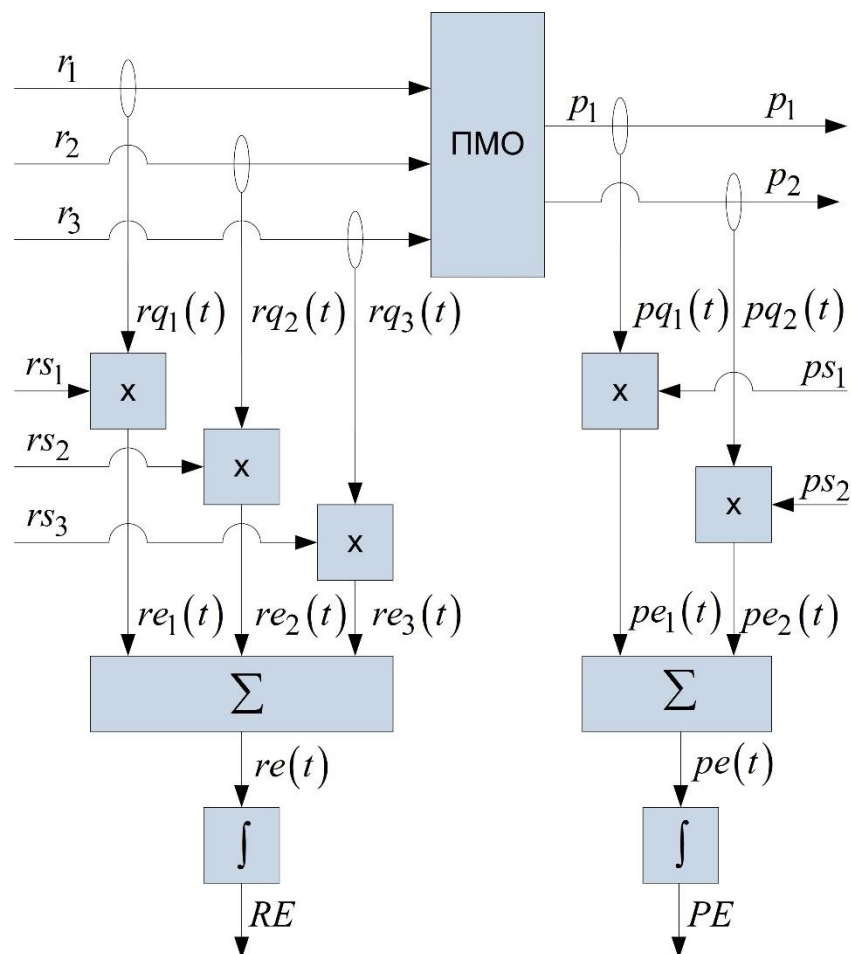 r₁
r₂
r₃
ПМО
p₁ p₁
p₂
rq₁(t) rq₂(t) rq₃(t) pq₁(t) pq₂(t)
rs₁ x x ps₁
rs₂ x x ps₂
rs₃ x
re₁(t) re₂(t) re₃(t) pe₁(t) pe₂(t)
Σ Σ
re(t) pe(t)
∫ ∫
RE PE